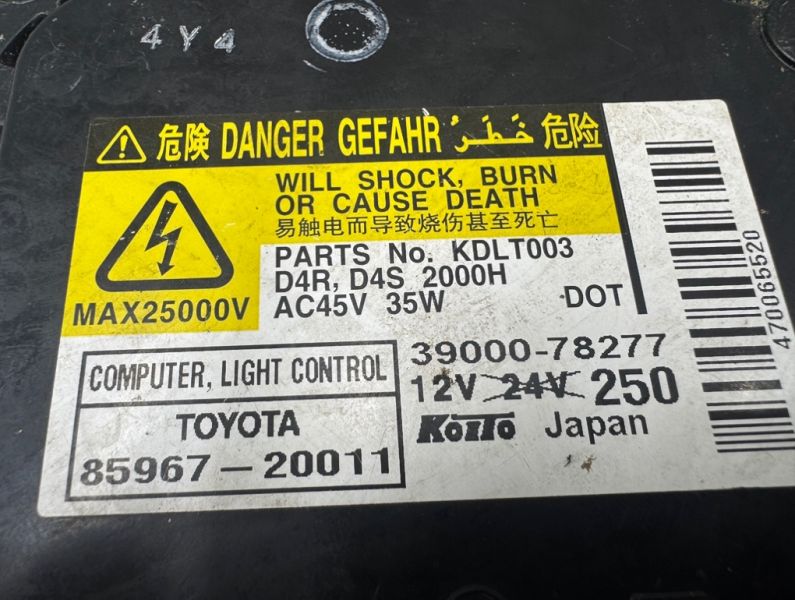 4 Y 4
危険 DANGER GEFAHR خَطَرْ 危险
WILL SHOCK, BURN
OR CAUSE DEATH
易触电而导致烧伤甚至死亡
MAX25000V
PARTS No. KDLT003
D4R, D4S 2000H
AC45V 35W
DOT
470065520
39000-78277
12V 24V 250
KOITO Japan
COMPUTER, LIGHT CONTROL
TOYOTA
85967-20011